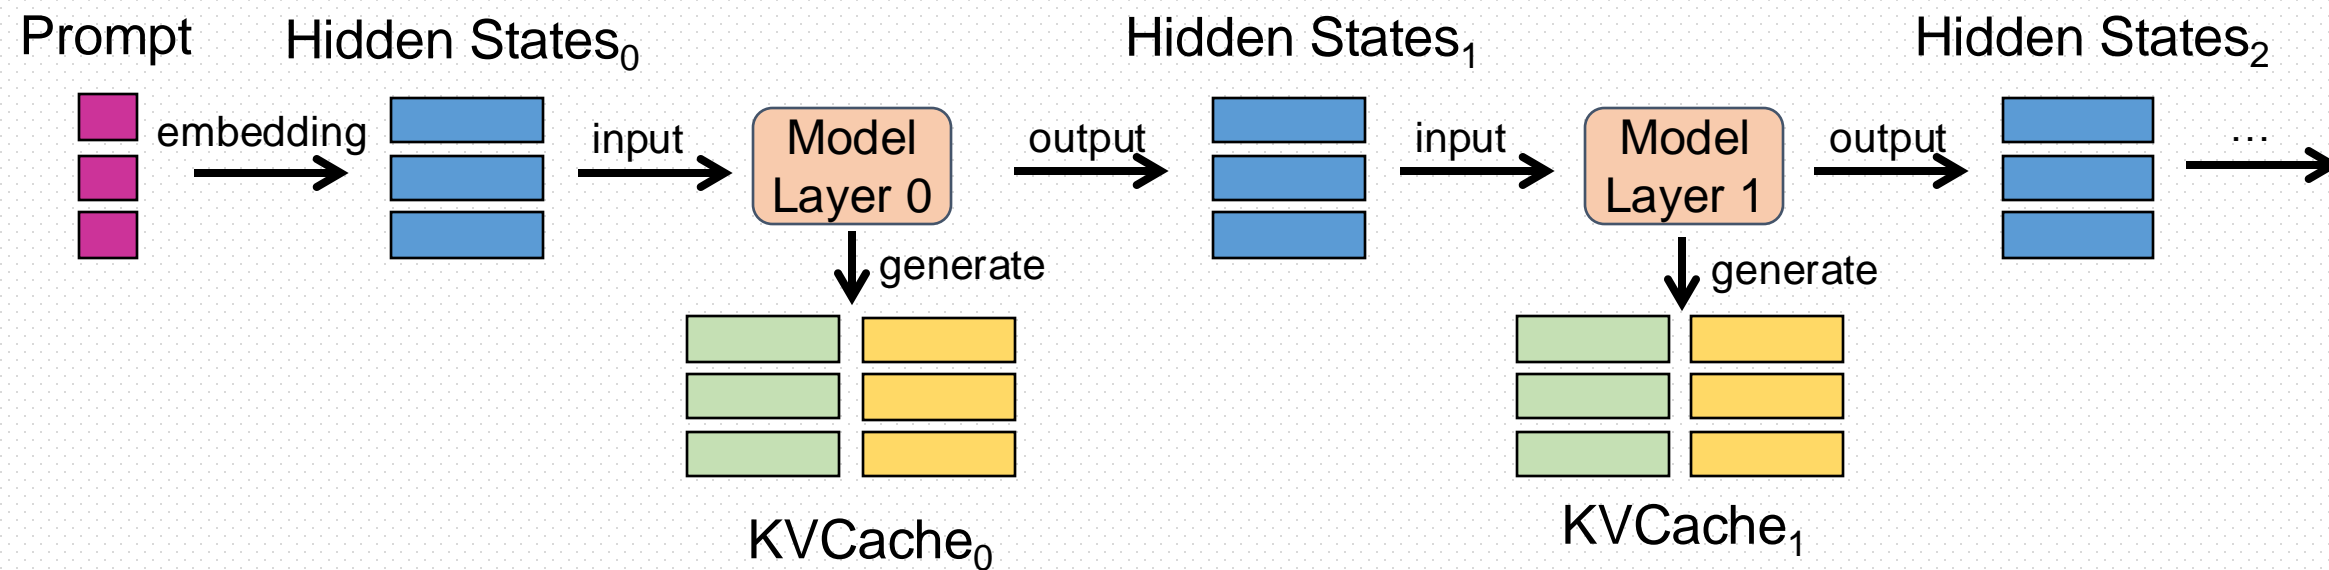 Prompt
Hidden States₀
Hidden States₁
Hidden States₂
embedding
input
Model
Layer 0
output
input
Model
Layer 1
output
...
generate
generate
KVCache₀
KVCache₁